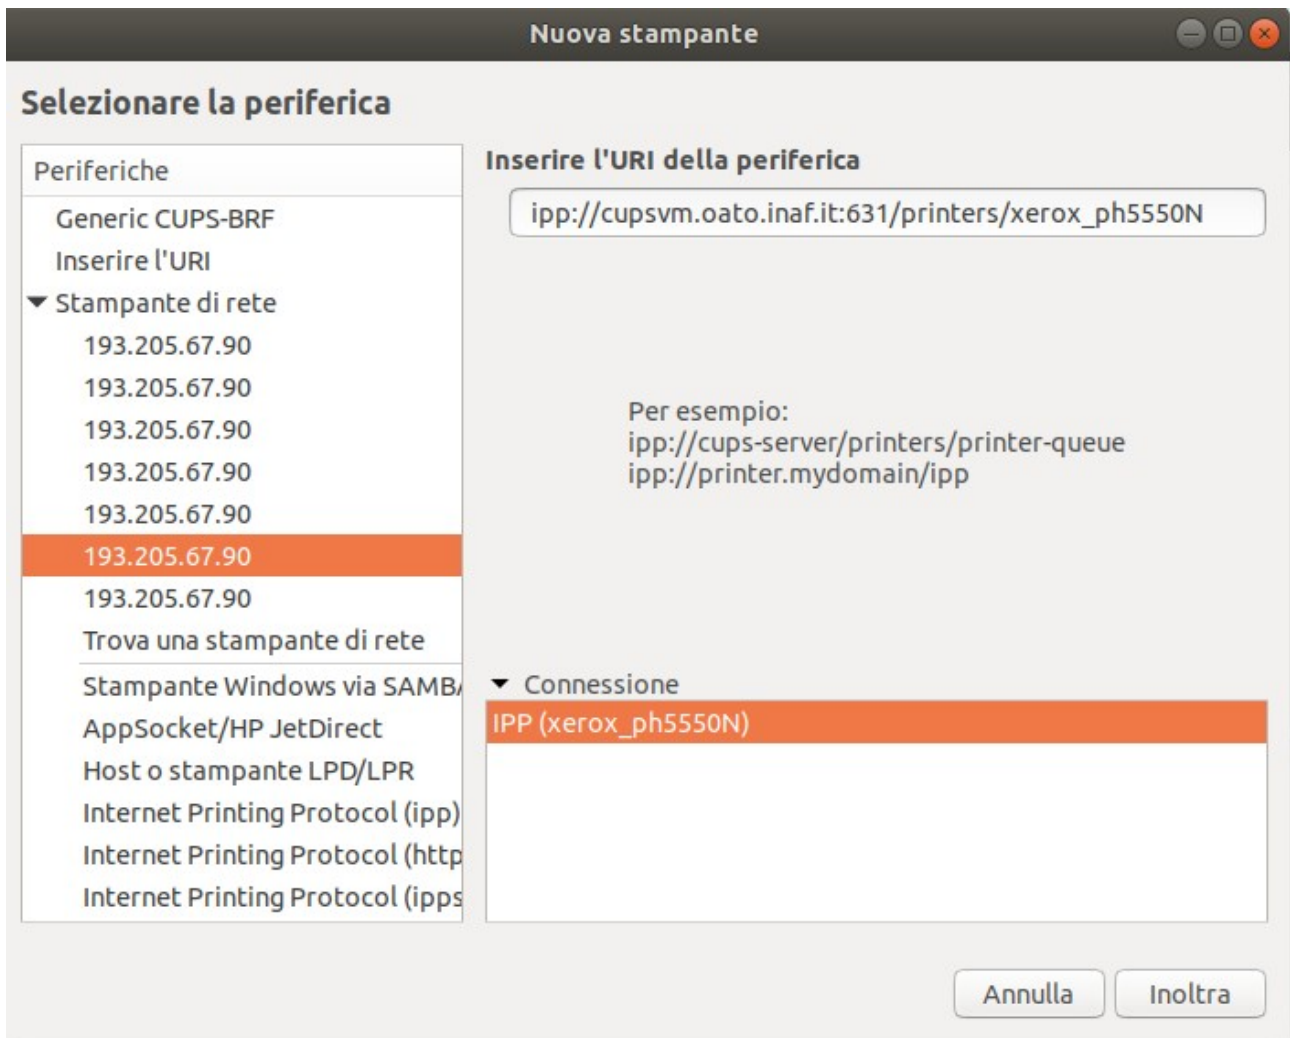 Nuova stampante
Selezionare la periferica
Periferiche
Generic CUPS-BRF
Inserire l'URI
Stampante di rete
193.205.67.90
193.205.67.90
193.205.67.90
193.205.67.90
193.205.67.90
193.205.67.90
193.205.67.90
Trova una stampante di rete
Stampante Windows via SAMBA
AppSocket/HP JetDirect
Host o stampante LPD/LPR
Internet Printing Protocol (ipp)
Internet Printing Protocol (http
Internet Printing Protocol (ipps
Inserire l'URI della periferica
ipp://cupsvm.oato.inaf.it:631/printers/xerox_ph5550N
Per esempio:
ipp://cups-server/printers/printer-queue
ipp://printer.mydomain/ipp
Connessione
IPP (xerox_ph5550N)
Annulla
Inoltra